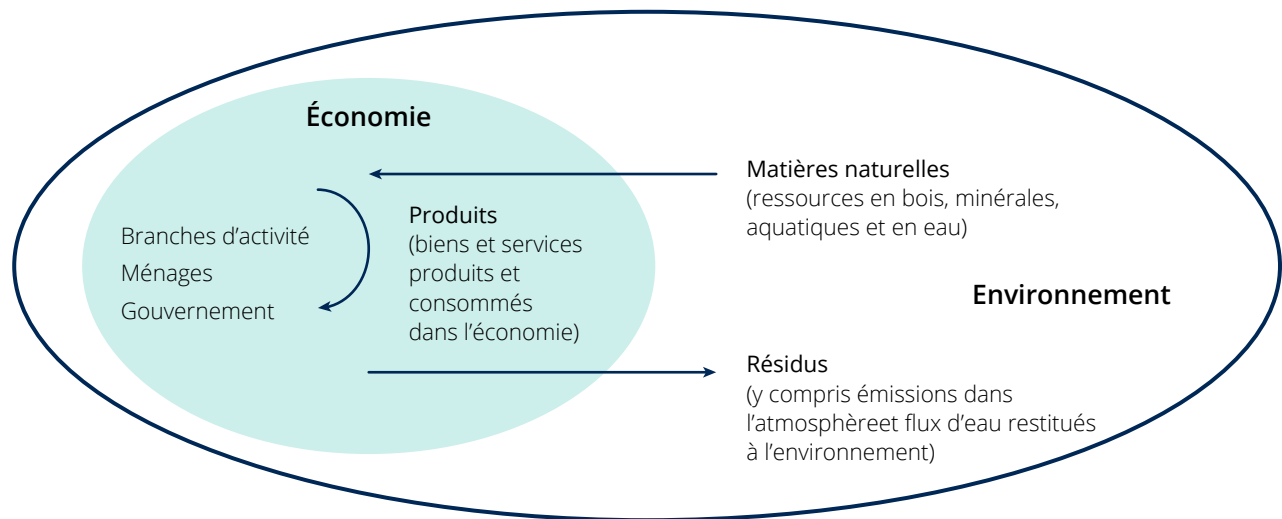 Économie
Branches d’activité
Ménages
Gouvernement
Produits
(biens et services
produits et
consommés
dans l’économie)
Matières naturelles
(ressources en bois, minérales,
aquatiques et en eau)
Environnement
Résidus
(y compris émissions dans
l’atmosphèreet flux d’eau restitués
à l’environnement)